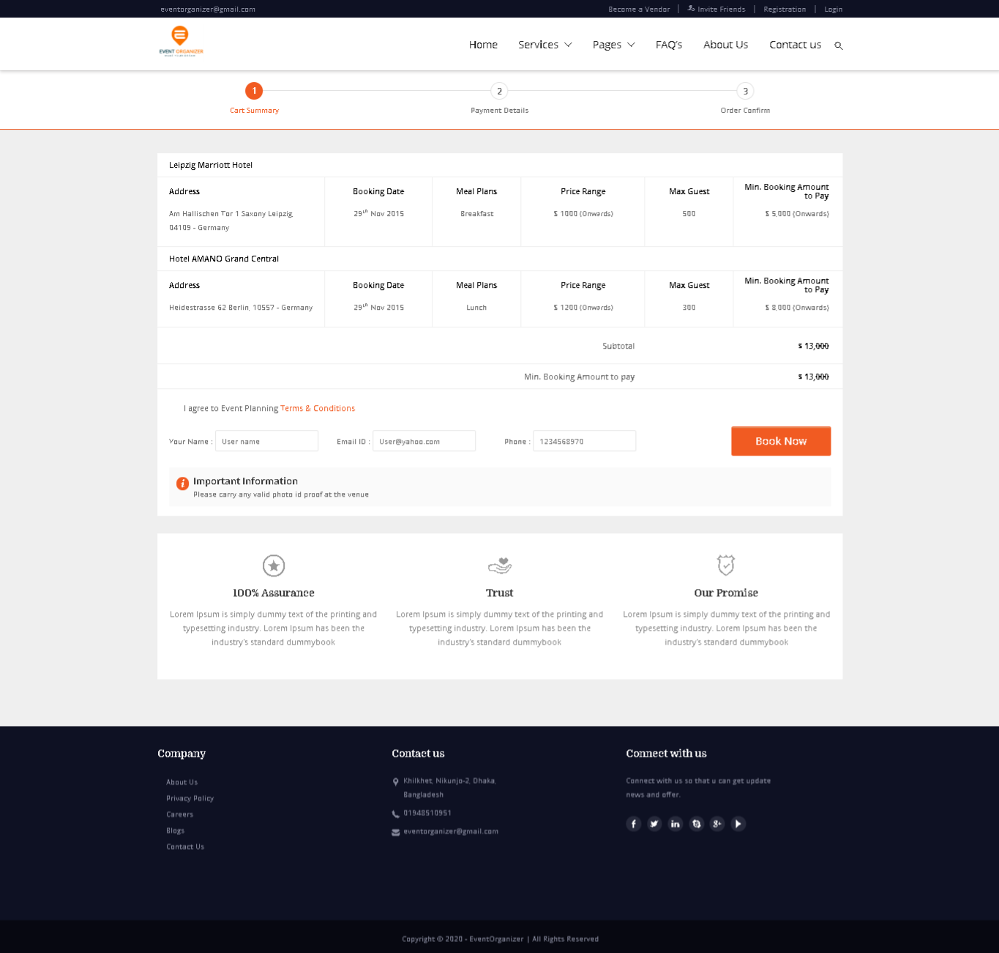 eventorganizer@gmail.com
Become a Vendor | Invite Friends | Registration | Login
EVENT ORGANIZER
Home Services Pages FAQ's About Us Contact us
1 2 3
Cart Summary Payment Details Order Confirm
Leipzig Marriott Hotel
Address Booking Date Meal Plans Price Range Max Guest Min. Booking Amount to Pay
Am Hallischen Tor 1 Saxony Leipzig, 29th Nov 2015 Breakfast $ 1000 (Onwards) 500 $ 5,000 (Onwards)
04109 - Germany
Hotel AMANO Grand Central
Address Booking Date Meal Plans Price Range Max Guest Min. Booking Amount to Pay
Heidestrasse 62 Berlin, 10557 - Germany 29th Nov 2015 Lunch $ 1200 (Onwards) 300 $ 8,000 (Onwards)
Subtotal $ 13,000
Min. Booking Amount to pay $ 13,000
I agree to Event Planning Terms & Conditions
Your Name : User name Email ID : User@yahoo.com Phone : 1234568970 Book Now
Important Information
Please carry any valid photo id proof at the venue
100% Assurance
Lorem Ipsum is simply dummy text of the printing and
typesetting industry. Lorem Ipsum has been the
industry's standard dummybook
Trust
Lorem Ipsum is simply dummy text of the printing and
typesetting industry. Lorem Ipsum has been the
industry's standard dummybook
Our Promise
Lorem Ipsum is simply dummy text of the printing and
typesetting industry. Lorem Ipsum has been the
industry's standard dummybook
Company
About Us
Privacy Policy
Careers
Blogs
Contact Us
Contact us
Khilkhet, Nikunjo-2, Dhaka,
Bangladesh
01948510951
eventorganizer@gmail.com
Connect with us
Connect with us so that u can get update
news and offer.
Copyright © 2020 - EventOrganizer | All Rights Reserved